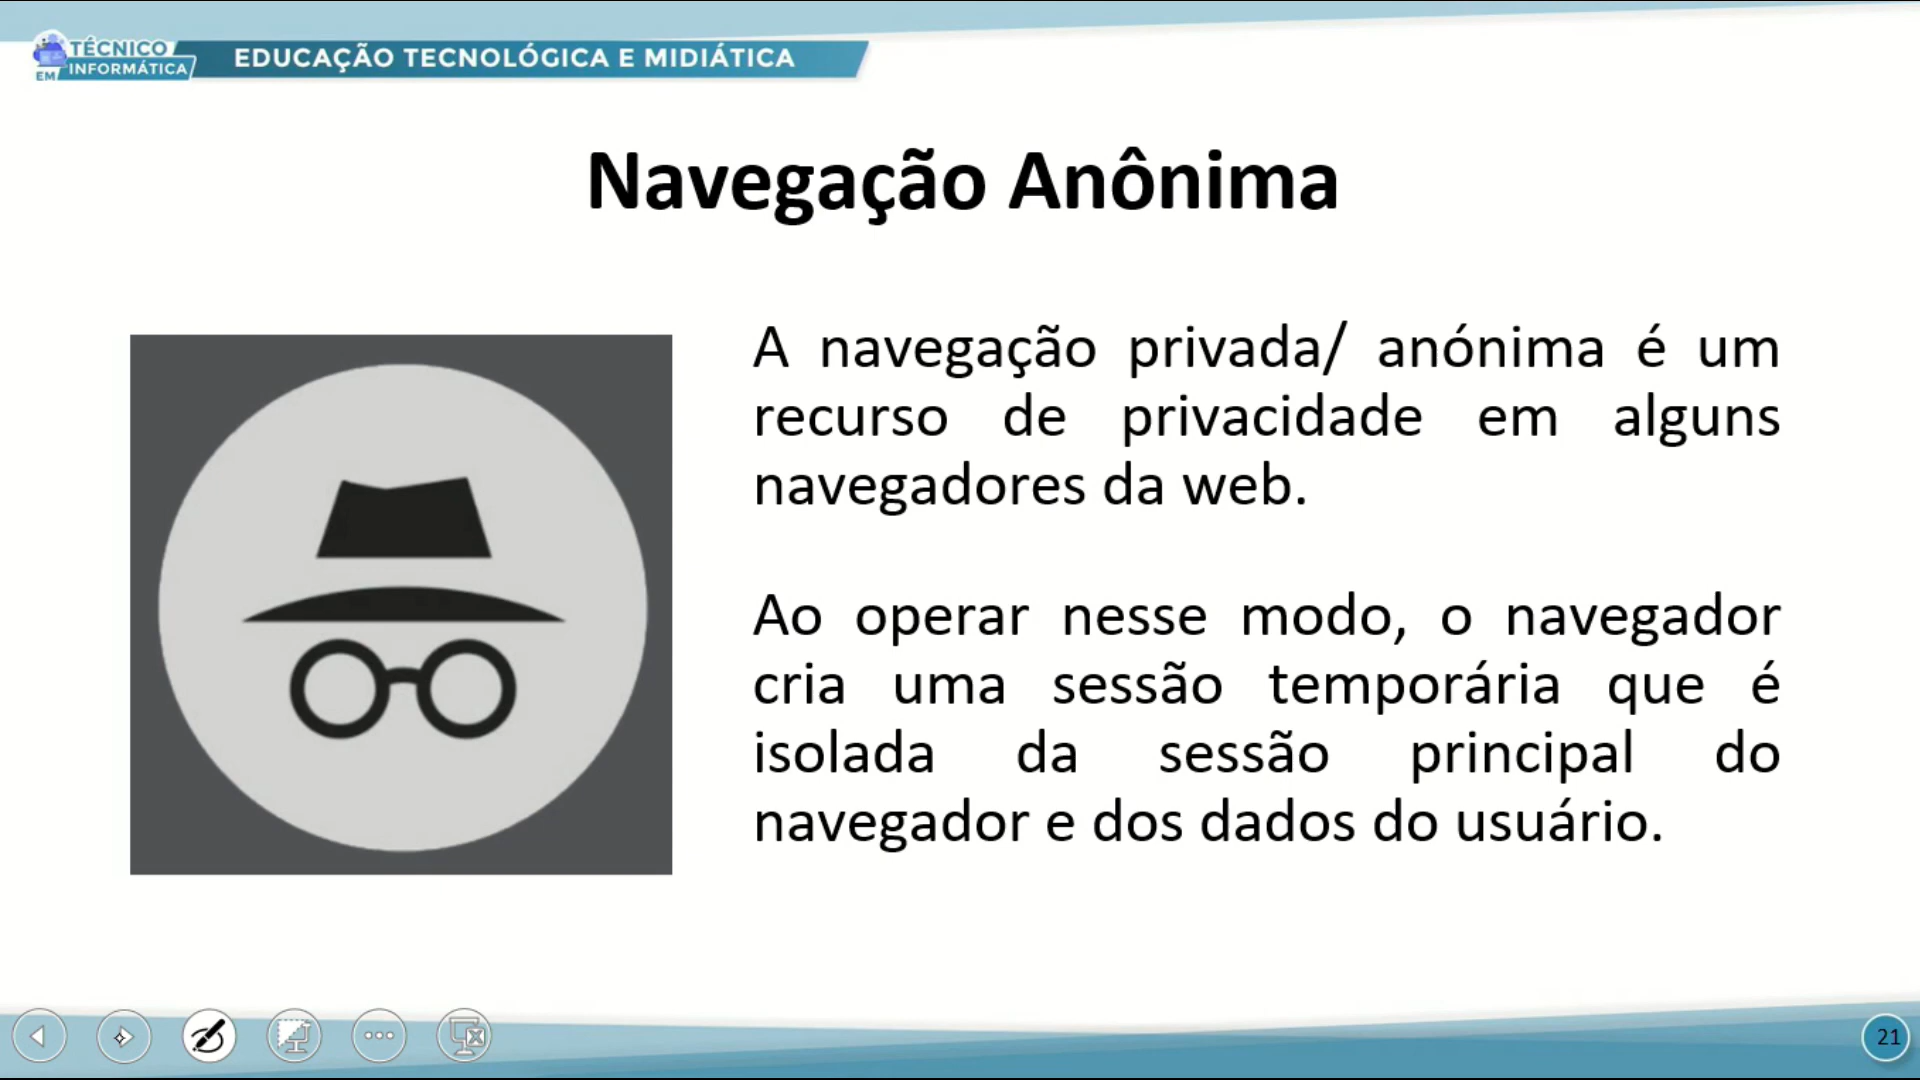 TÉCNICO
EM INFORMÁTICA
EDUCAÇÃO TECNOLÓGICA E MIDIÁTICA
Navegação Anônima
A navegação privada/ anónima é um
recurso de privacidade em alguns
navegadores da web.
Ao operar nesse modo, o navegador
cria uma sessão temporária que é
isolada da sessão principal do
navegador e dos dados do usuário.
21